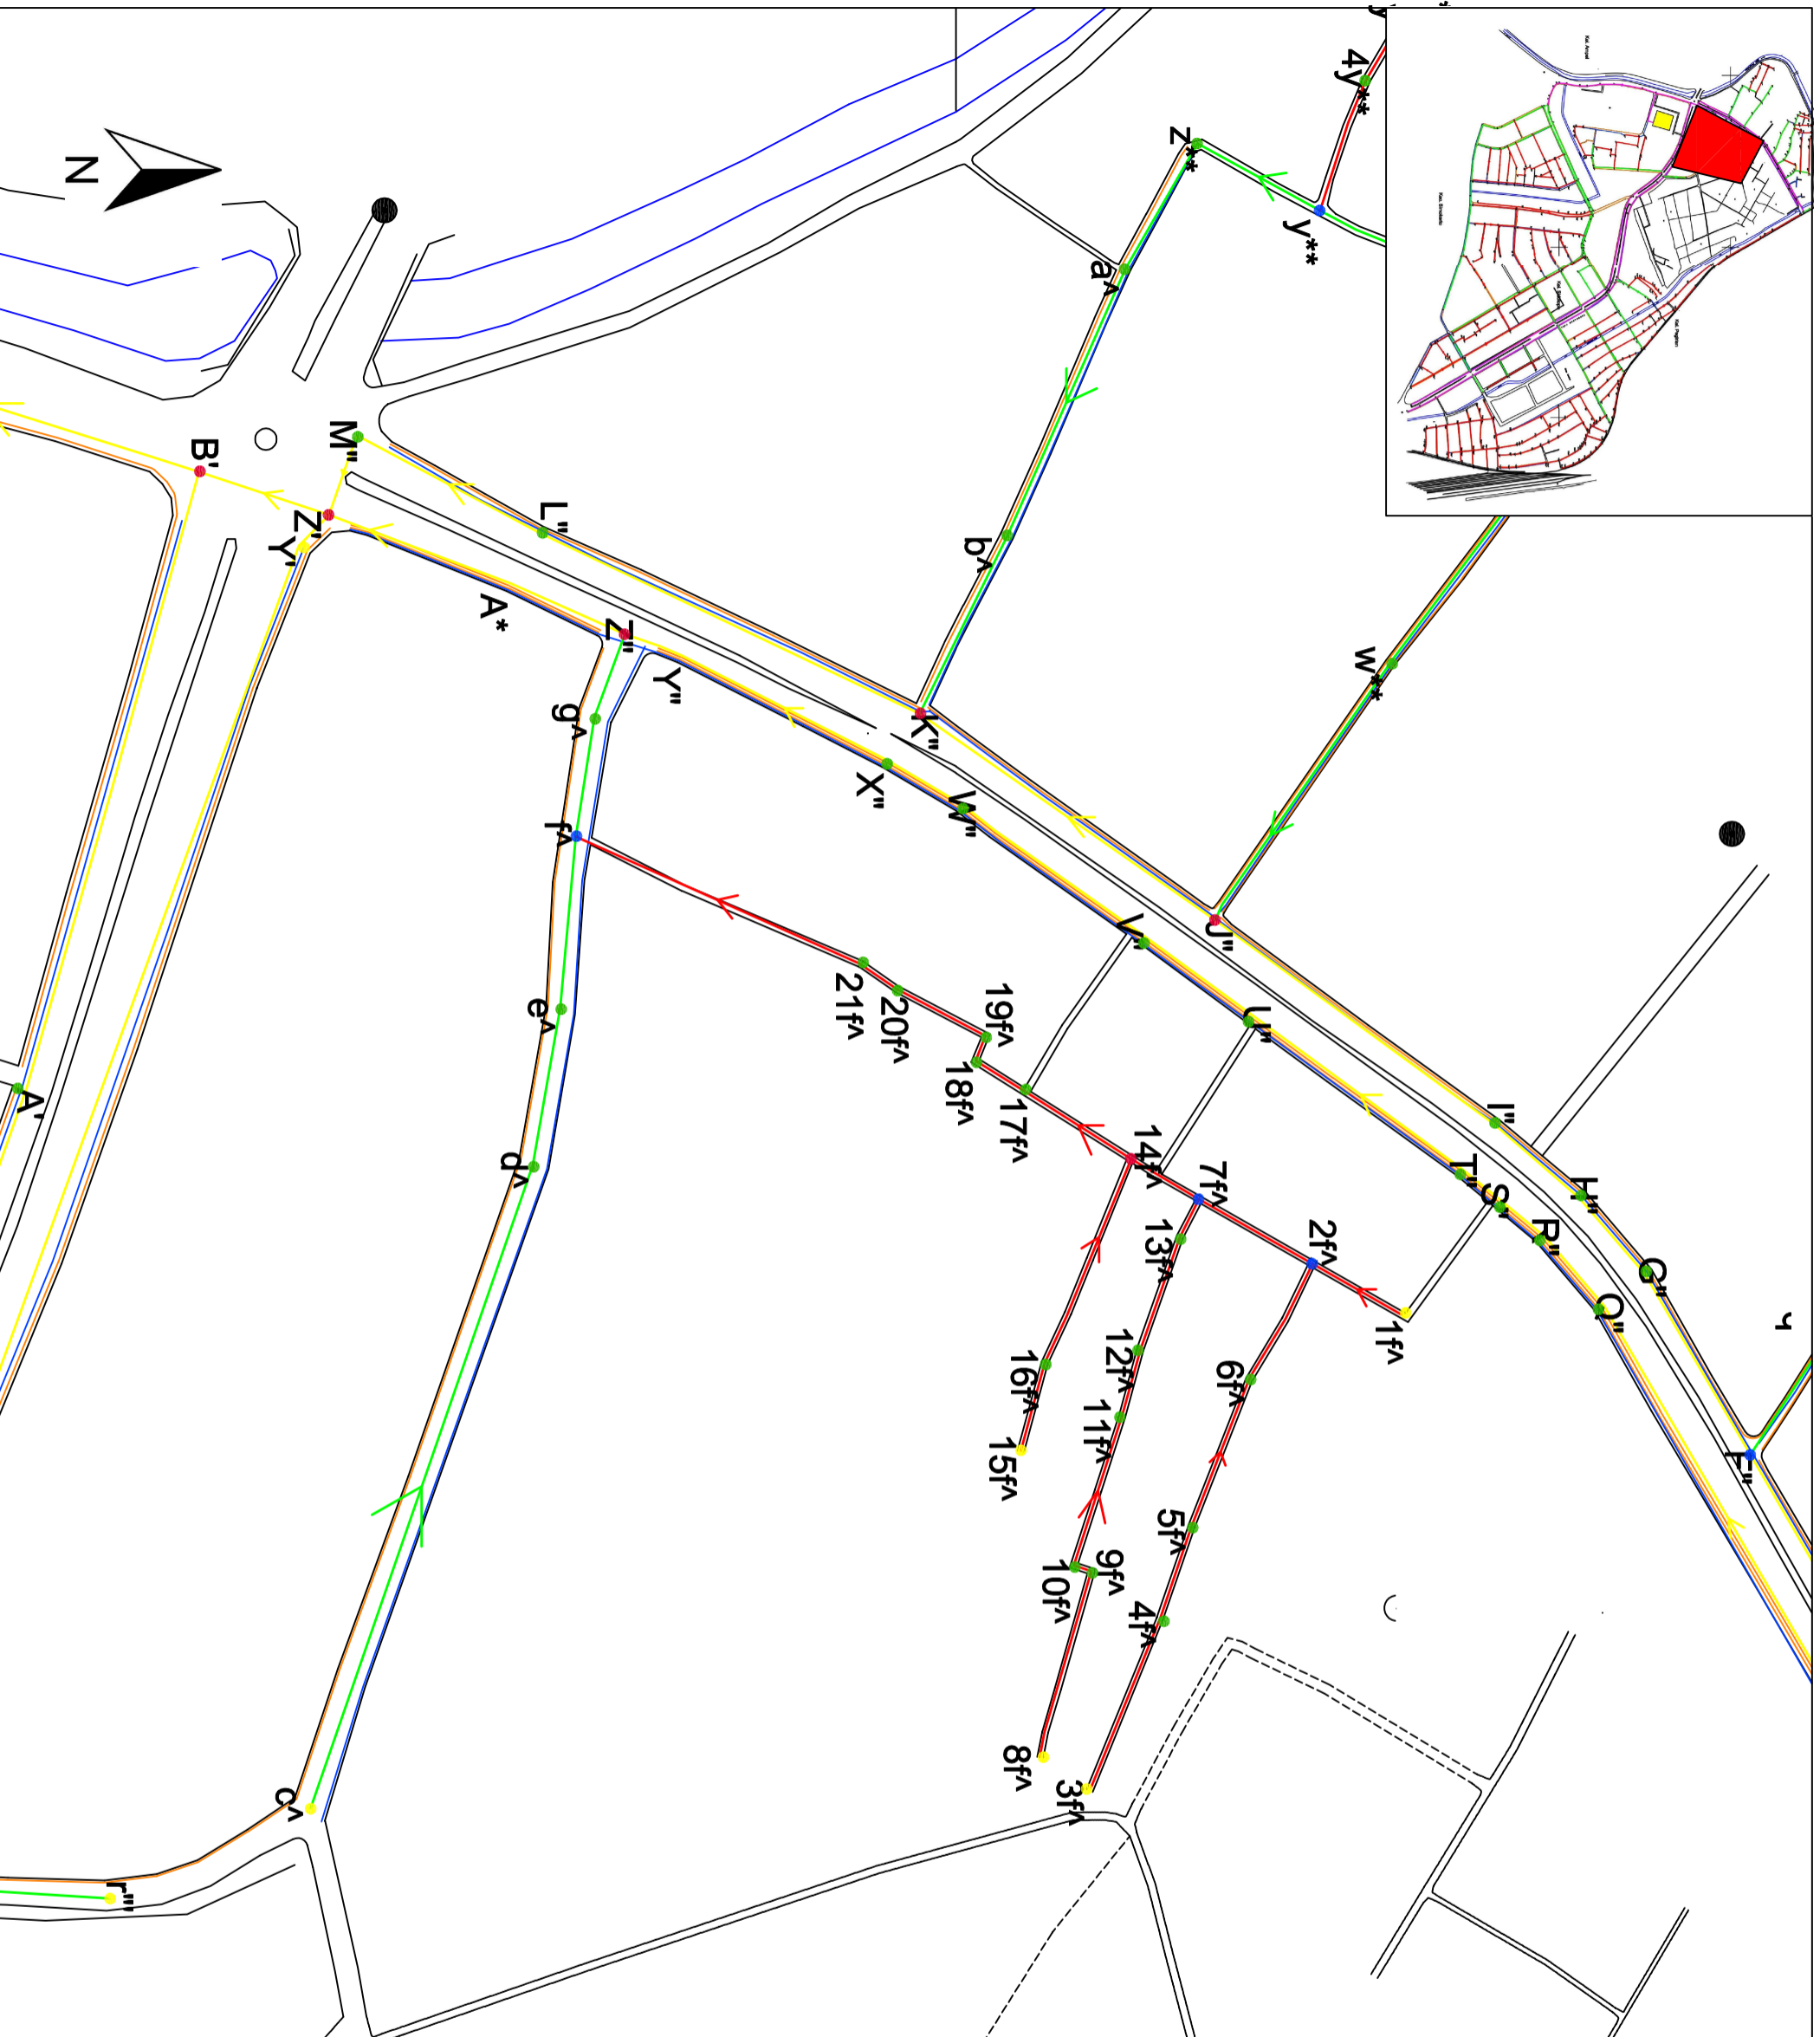 4y**
z**
y**
a^
b^
w**
N
B'
M"
L"
Z'
Y'
A*
Z"
Y"
g^
f^
X"
W"
K"
J"
V"
U"
I"
H"
G"
F"
T"
S"
R"
Q"
e^
d^
c^
A'
21f^
20f^
19f^
18f^
17f^
14f^
7f^
13f^
2f^
1f^
12f^
11f^
16f^
15f^
6f^
5f^
4f^
9f^
10f^
8f^
3f^
r'''